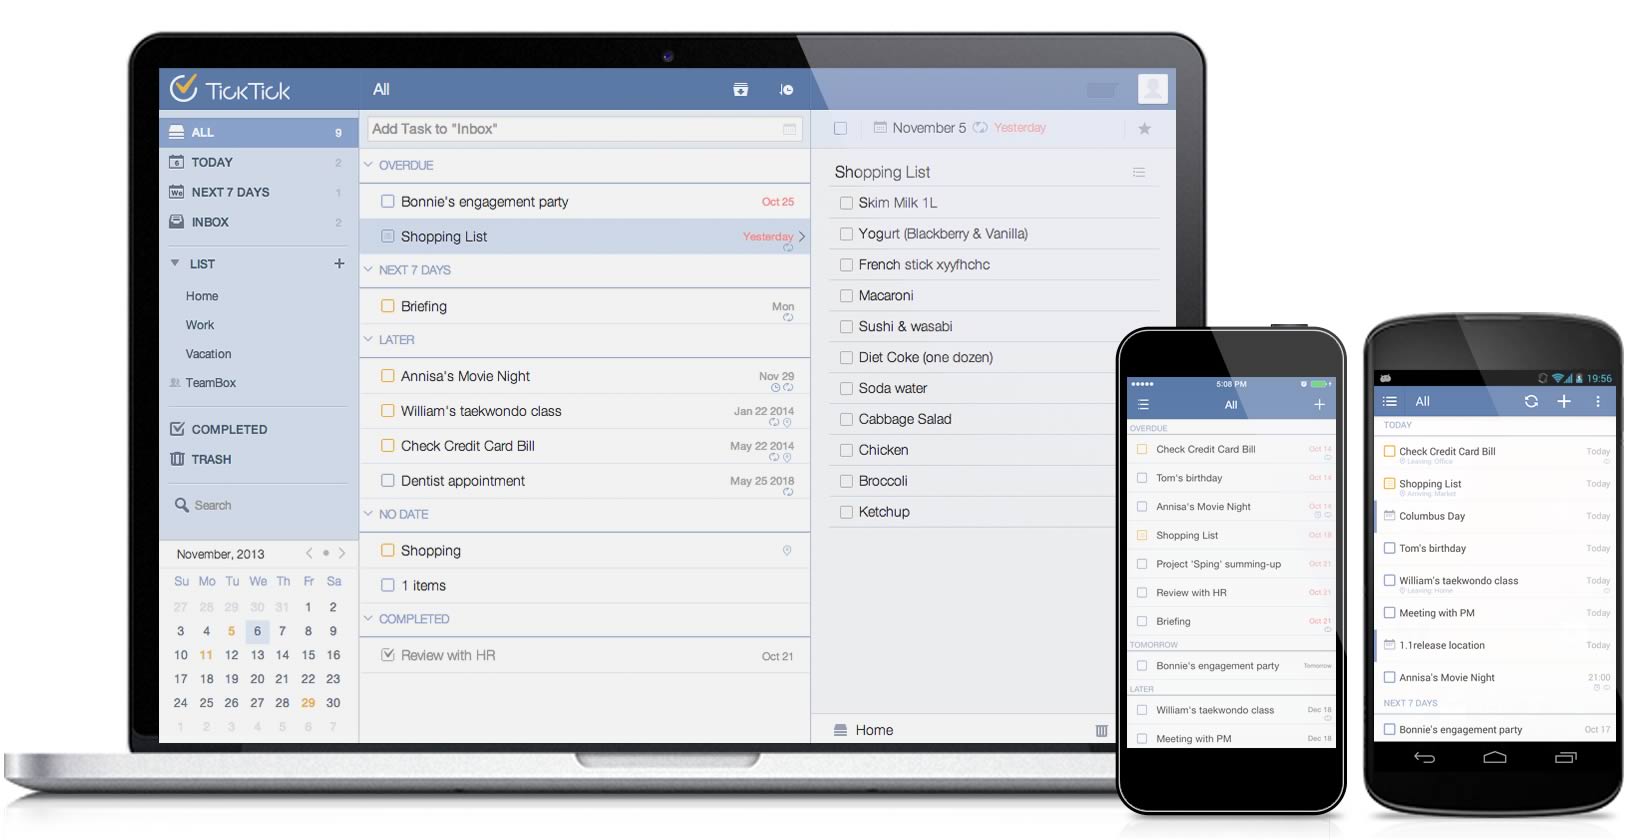 TickTick
ALL 9
TODAY 2
NEXT 7 DAYS 1
INBOX 2
LIST +
Home
Work
Vacation
TeamBox
COMPLETED
TRASH
Search
November, 2013
Su Mo Tu We Th Fr Sa
27 28 29 30 31 1 2
3 4 5 6 7 8 9
10 11 12 13 14 15 16
17 18 19 20 21 22 23
24 25 26 27 28 29 30
1 2 3 4 5 6 7
All
Add Task to "Inbox"
OVERDUE
Bonnie's engagement party Oct 25
Shopping List Yesterday
NEXT 7 DAYS
Briefing Mon
LATER
Annisa's Movie Night Nov 29
William's taekwondo class Jan 22 2014
Check Credit Card Bill May 22 2014
Dentist appointment May 25 2018
NO DATE
Shopping
1 items
COMPLETED
Review with HR Oct 21
November 5 Yesterday
Shopping List
Skim Milk 1L
Yogurt (Blackberry & Vanilla)
French stick xyyfhchc
Macaroni
Sushi & wasabi
Diet Coke (one dozen)
Soda water
Cabbage Salad
Chicken
Broccoli
Ketchup
Home
5:08 PM
All +
OVERDUE
Check Credit Card Bill Oct 14
Tom's birthday Oct 14
Annisa's Movie Night Oct 14
Shopping List Oct 18
Project 'Sping' summing-up Oct 21
Review with HR Oct 21
Briefing Oct 21
TOMORROW
Bonnie's engagement party Tomorrow
LATER
William's taekwondo class Dec 18
Meeting with PM Dec 18
19:56
All +
TODAY
Check Credit Card Bill Today
Leaving: Office
Shopping List Today
Arriving: Market
Columbus Day Today
Tom's birthday Today
William's taekwondo class Today
Leaving: Home
Meeting with PM Today
1.1release location Today
Annisa's Movie Night 21:00
NEXT 7 DAYS
Bonnie's engagement party Oct 17